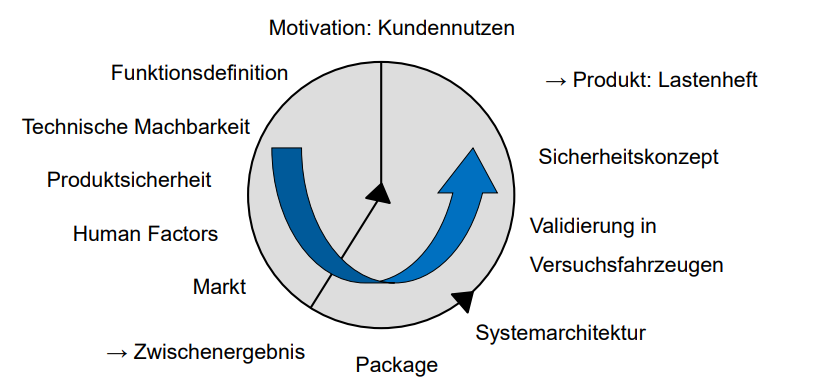 Motivation: Kundennutzen
Funktionsdefinition
Technische Machbarkeit
Produktsicherheit
Human Factors
Markt
→ Zwischenergebnis
Package
Systemarchitektur
Validierung in
Versuchsfahrzeugen
Sicherheitskonzept
→ Produkt: Lastenheft